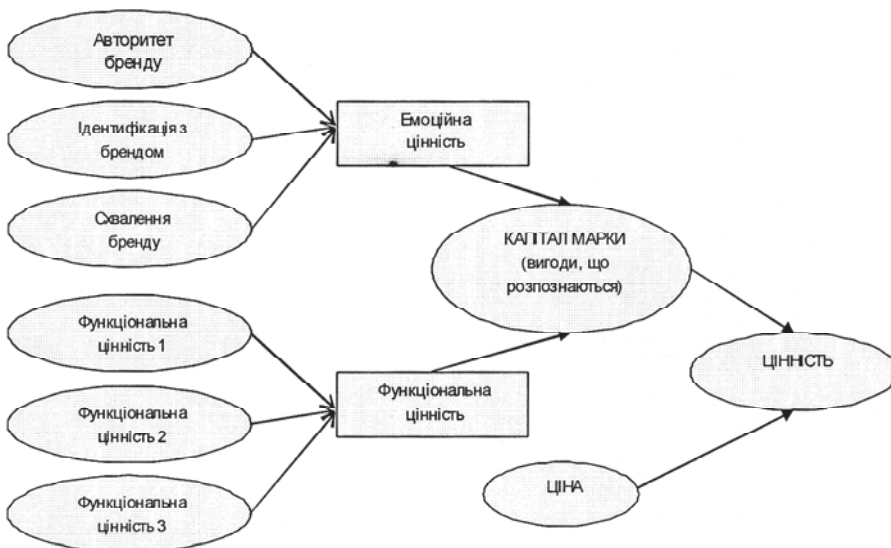 Авторитет
бренду
Ідентифікація з
брендом
Схвалення
бренду
Емоційна
цінність
КАПІТАЛ МАРКИ
(вигоди, що
розпознаються)
Функціональна
цінність 1
Функціональна
цінність 2
Функціональна
цінність 3
Функціональна
цінність
ЦІННІСТЬ
ЦІНА